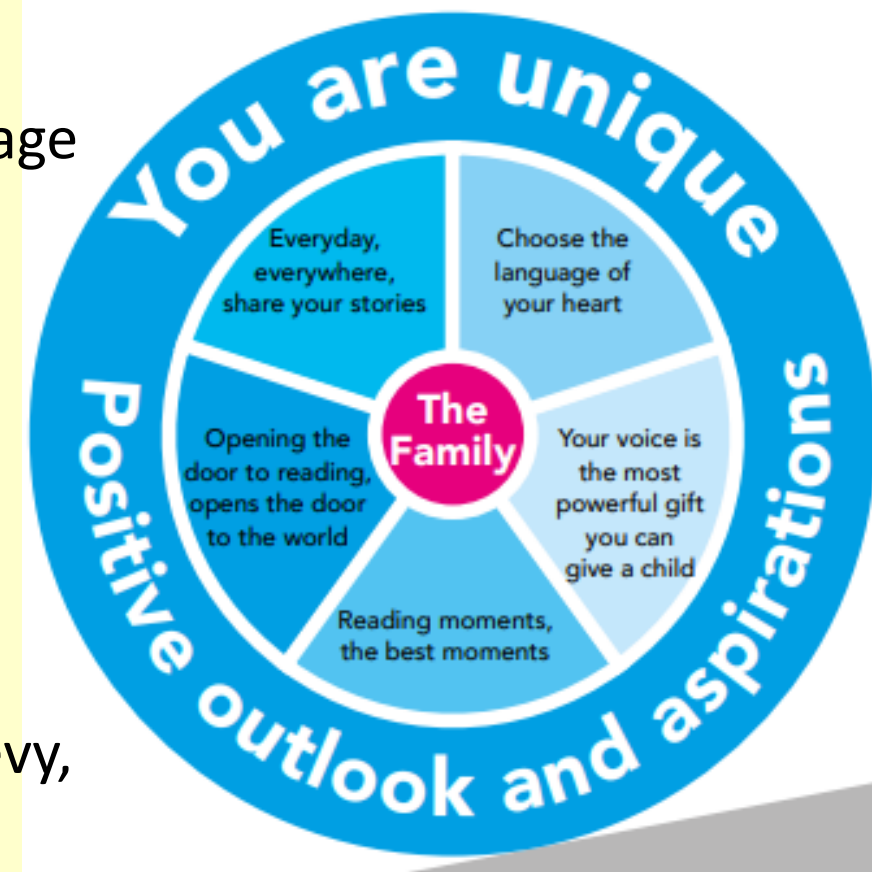 age
evy,
You are unique
Everyday,
everywhere,
share your stories
Choose the
language of
your heart
The
Family
Opening the
door to reading,
opens the door
to the world
Your voice is
the most
powerful gift
you can
give a child
Reading moments,
the best moments
Positive outlook and aspirations